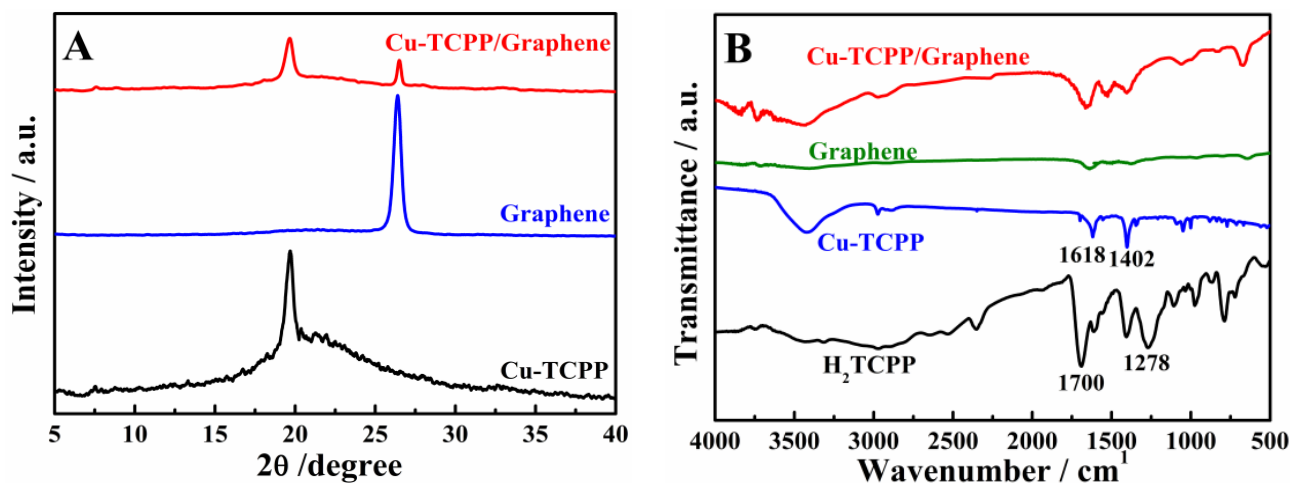 A
Cu-TCPP/Graphene
Graphene
Cu-TCPP
Intensity / a.u.
5 10 15 20 25 30 35 40
2θ /degree
B
Cu-TCPP/Graphene
Graphene
Cu-TCPP
1618 1402
H₂TCPP
1700
1278
Transmittance / a.u.
4000 3500 3000 2500 2000 1500 1000 500
Wavenumber / cm¹